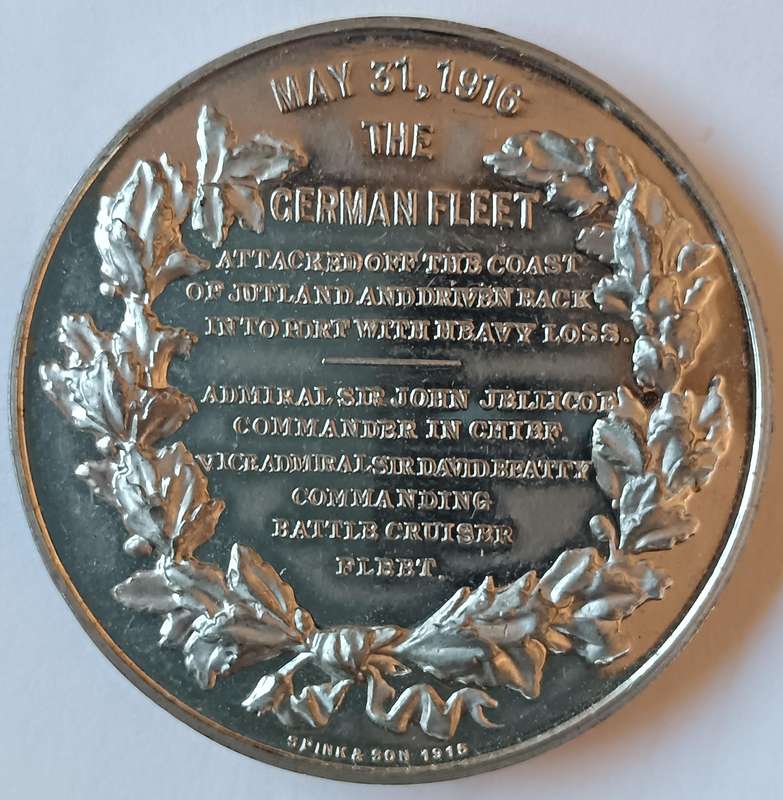 MAY 31, 1916
THE
GERMAN FLEET
ATTACKED OFF THE COAST
OF JUTLAND AND DRIVEN BACK
INTO PORT WITH HEAVY LOSS.
ADMIRAL SIR JOHN JELLICOE
COMMANDER IN CHIEF.
VICE ADMIRAL SIR DAVID BEATTY
COMMANDING
BATTLE CRUISER
FLEET.
SPINK & SON 1916